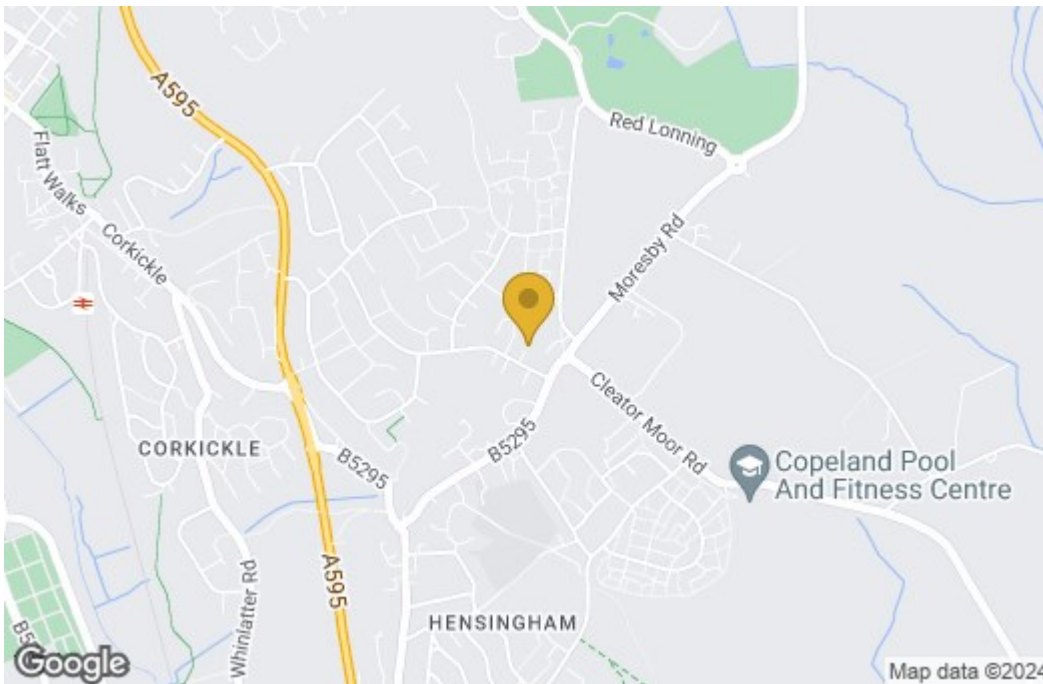 A595
Red Lonning
Flatt Walks
Corkickle
Moresby Rd
Cleator Moor Rd
CORKICKLE
B5295
B5295
Copeland Pool
And Fitness Centre
A595
Whinlatter Rd
HENSINGHAM
Google
Map data ©2024